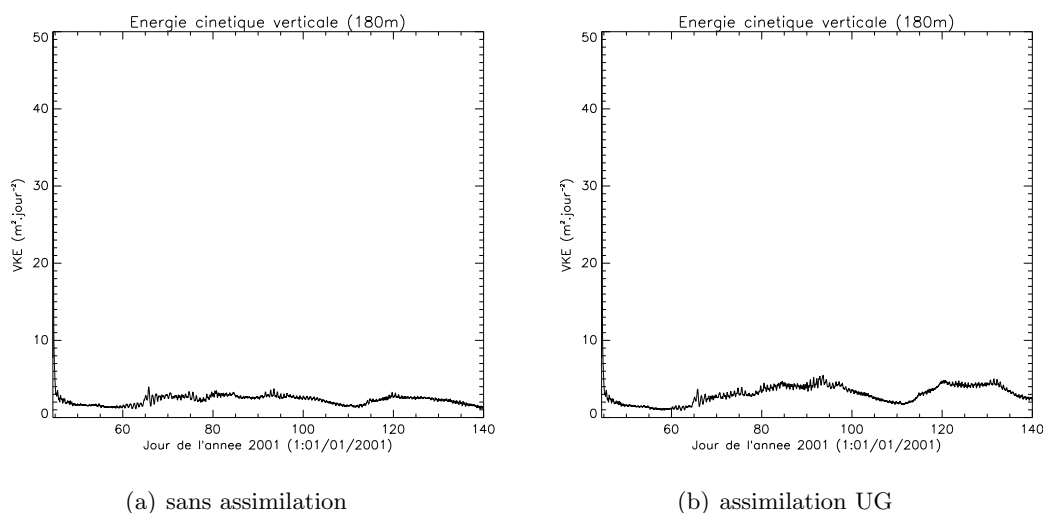 Energie cinetique verticale (180m)
50
40
30
20
10
0
VKE (m².jour⁻²)
60
80
100
120
140
Jour de l'annee 2001 (1:01/01/2001)
(a) sans assimilation
Energie cinetique verticale (180m)
50
40
30
20
10
0
VKE (m².jour⁻²)
60
80
100
120
140
Jour de l'annee 2001 (1:01/01/2001)
(b) assimilation UG